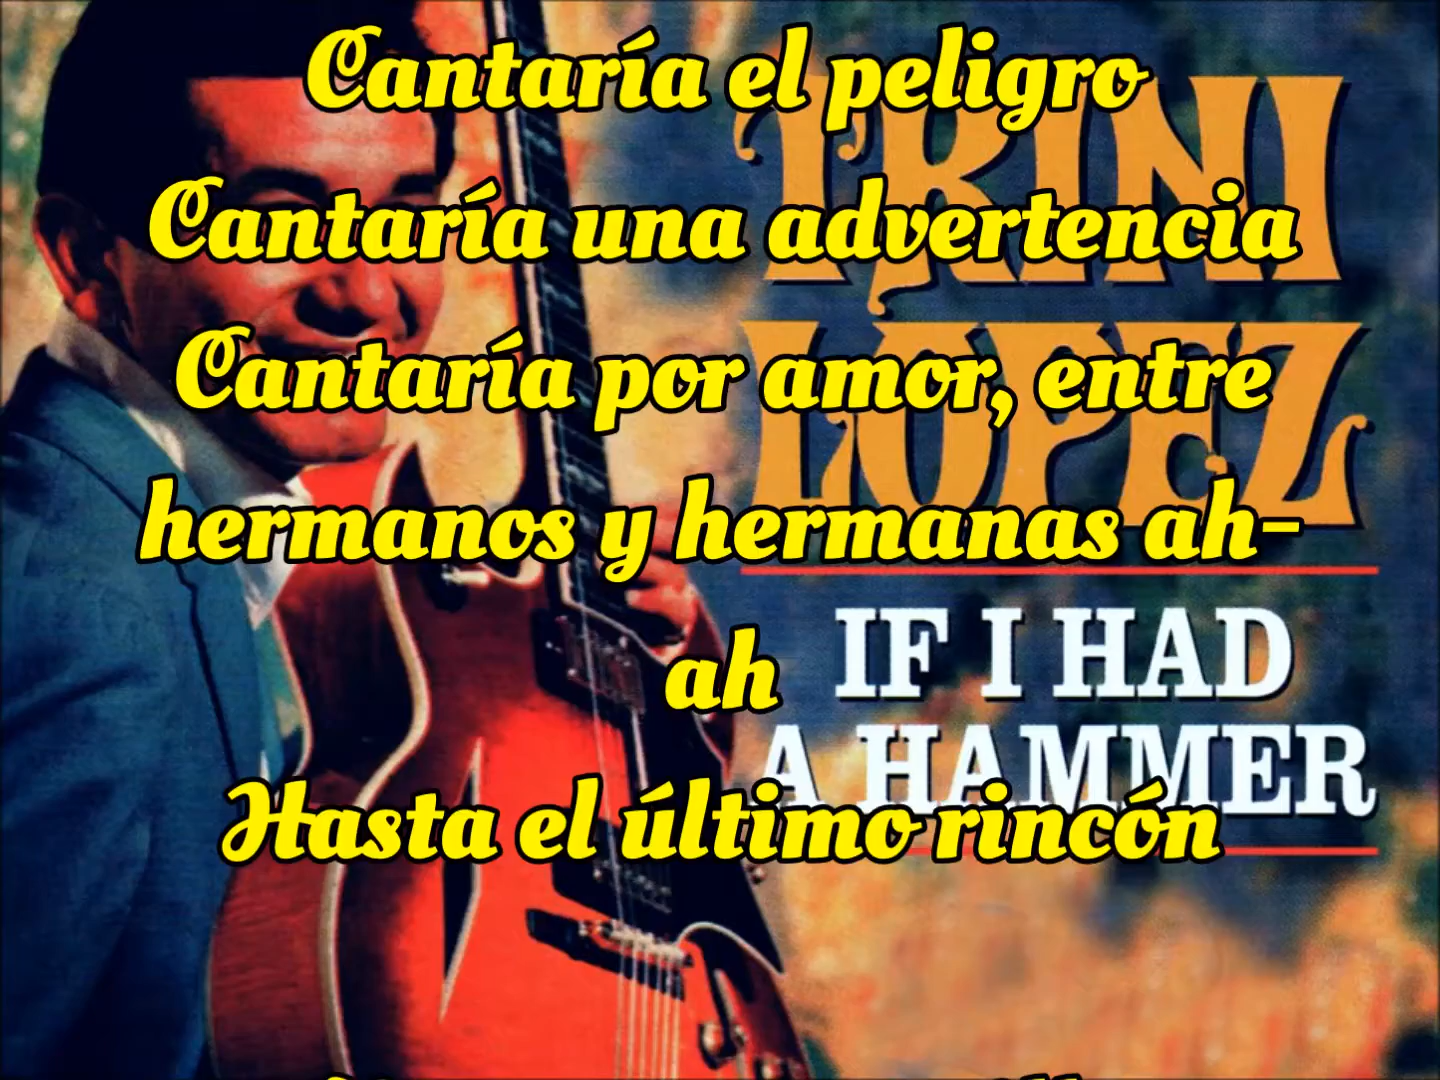 Cantaría el peligro
Cantaría una advertencia
Cantaría por amor, entre
hermanos y hermanas ah-
ah
Hasta el último rincón
TRINI
LOPEZ
IF I HAD
A HAMMER